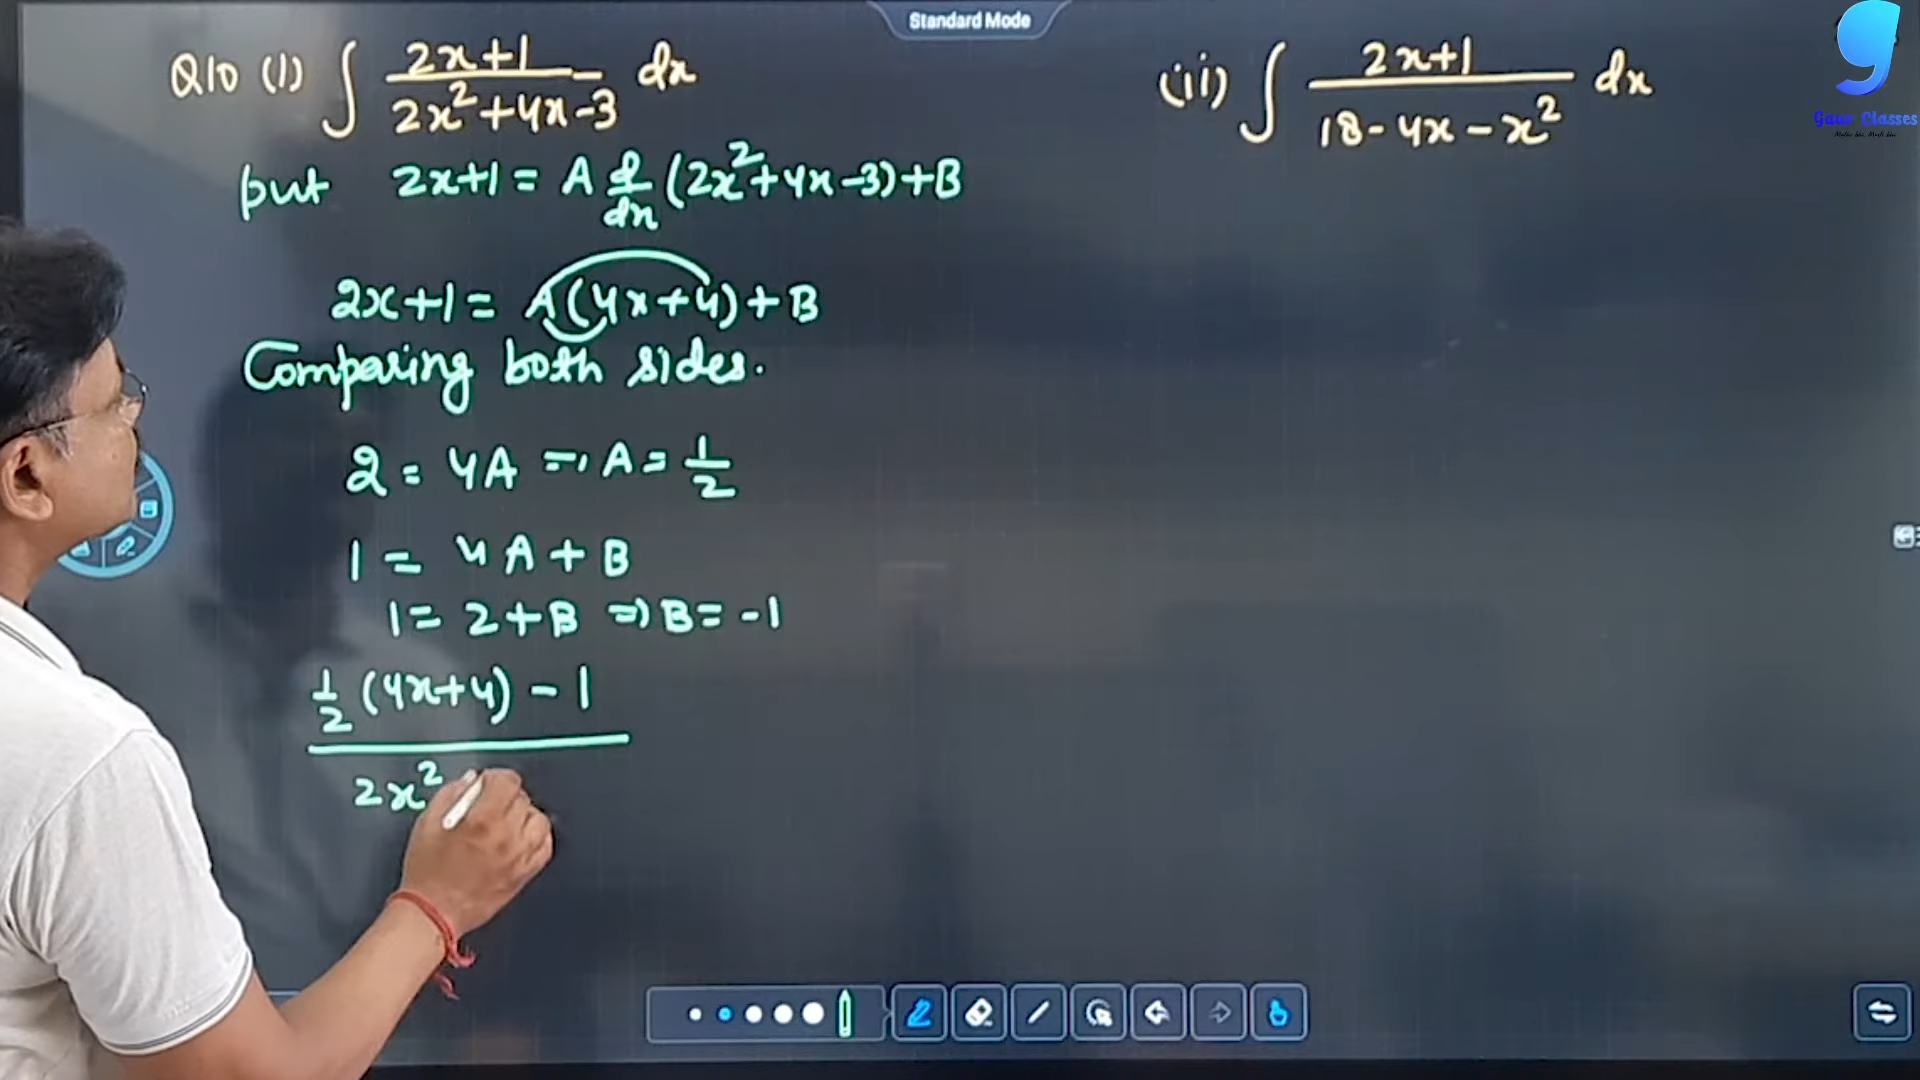 Standard Mode
Q10 (i) ∫ (2x+1)/(2x²+4x-3) dx
put 2x+1 = A d/dx (2x²+4x-3)+B
2x+1 = A(4x+4)+B
Comparing both sides.
2 = 4A => A = 1/2
1 = 4A + B
1 = 2+B => B = -1
1/2 (4x+4) - 1
2x²
(ii) ∫ (2x+1)/(18-4x-x²) dx
Gaur Classes